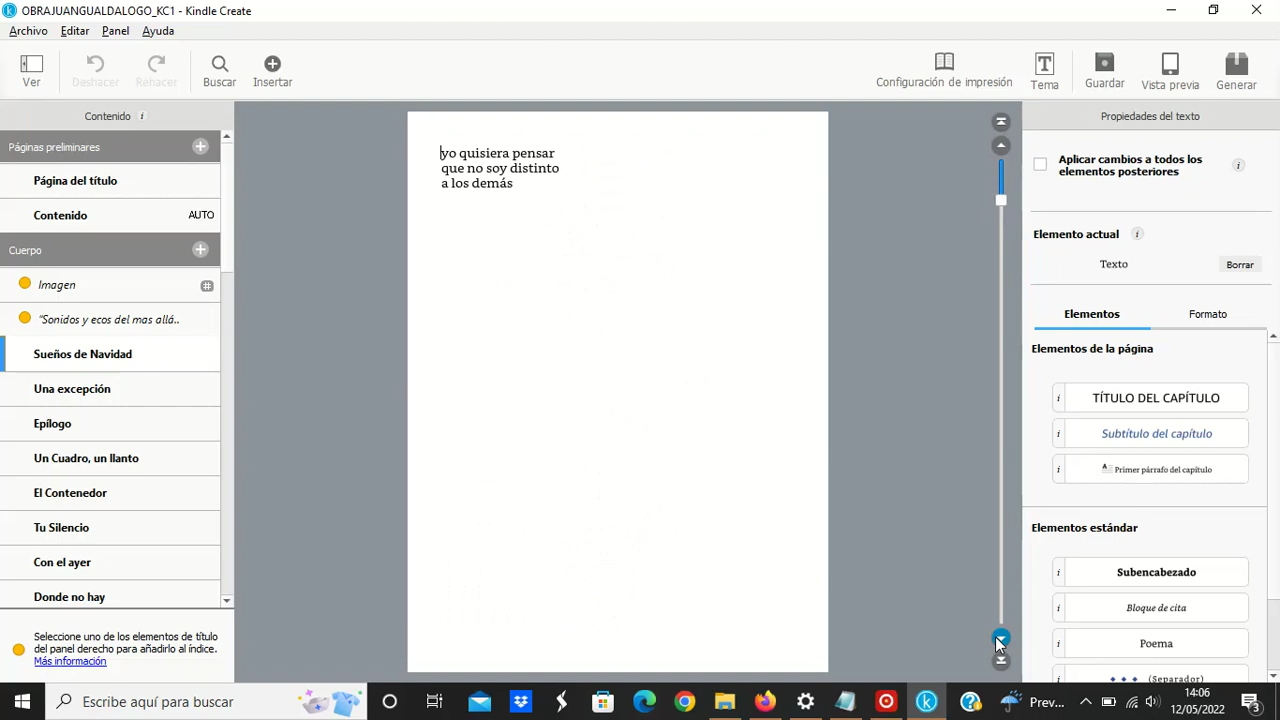 OBRAJUANGUALDALOGO_KC1 - Kindle Create
Archivo Editar Panel Ayuda
Ver Deshacer Rehacer Buscar Insertar Configuración de impresión Tema Guardar Vista previa Generar
Contenido i
Propiedades del texto
Páginas preliminares
Página del título
Contenido AUTO
Cuerpo
Imagen
"Sonidos y ecos del mas allá..
Sueños de Navidad
Una excepción
Epílogo
Un Cuadro, un llanto
El Contenedor
Tu Silencio
Con el ayer
Donde no hay
Seleccione uno de los elementos de título
del panel derecho para añadirlo al índice.
Más información
yo quisiera pensar
que no soy distinto
a los demás
Aplicar cambios a todos los
elementos posteriores
i
Elemento actual i
Texto Borrar
Elementos Formato
Elementos de la página
i TÍTULO DEL CAPÍTULO
i Subtítulo del capítulo
i Primer párrafo del capítulo
Elementos estándar
i Subencabezado
i Bloque de cita
i Poema
(Separador)
Escribe aquí para buscar
Prev...
14:06
12/05/2022
3